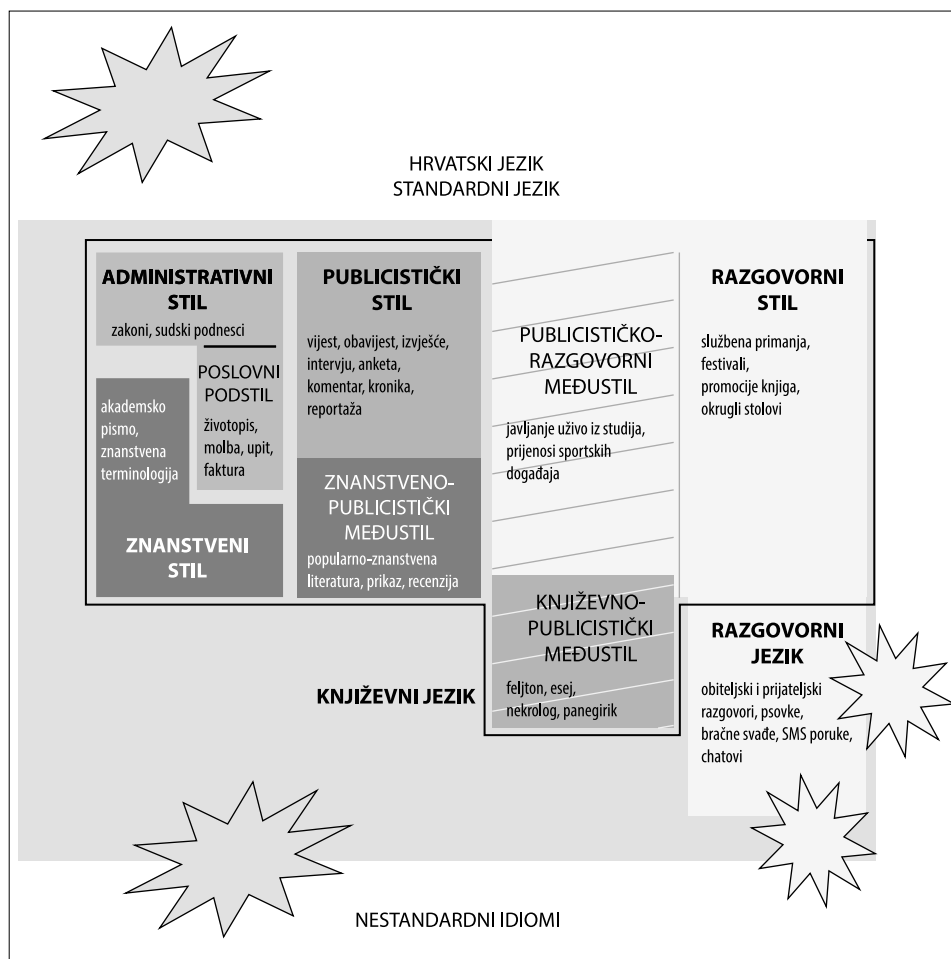 HRVATSKI JEZIK
STANDARDNI JEZIK
ADMINISTRATIVNI
STIL
zakoni, sudski podnesci
POSLOVNI
PODSTIL
životopis,
molba, upit,
faktura
akademsko
pismo,
znanstvena
terminologija
ZNANSTVENI
STIL
PUBLICISTIČKI
STIL
vijest, obavijest, izvješće,
intervju, anketa,
komentar, kronika,
reportaža
ZNANSTVENO-
PUBLICISTIČKI
MEĐUSTIL
popularno-znanstvena
literatura, prikaz, recenzija
PUBLICISTIČKO-
RAZGOVORNI
MEĐUSTIL
javljanje uživo iz studija,
prijenosi sportskih
događaja
KNJIŽEVNO-
PUBLICISTIČKI
MEĐUSTIL
feljton, esej,
nekrolog, panegirik
RAZGOVORNI
STIL
službena primanja,
festivali,
promocije knjiga,
okrugli stolovi
RAZGOVORNI
JEZIK
obiteljski i prijateljski
razgovori, psovke,
bračne svađe, SMS poruke,
chatovi
KNJIŽEVNI JEZIK
NESTANDARDNI IDIOMI